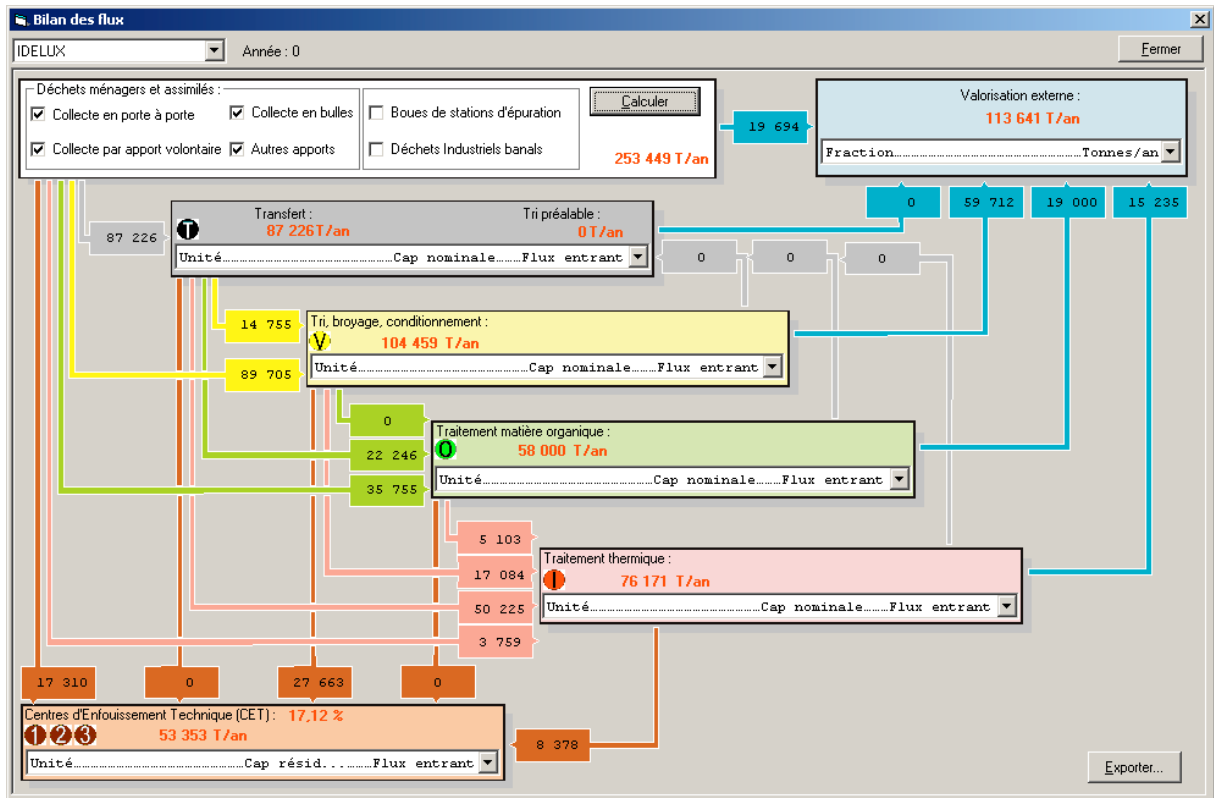 Bilan des flux
IDELUX
Année : 0
Fermer
Déchets ménagers et assimilés :
Collecte en porte à porte
Collecte en bulles
Collecte par apport volontaire
Autres apports
Boues de stations d'épuration
Déchets Industriels banals
Calculer
253 449 T/an
19 694
Valorisation externe :
113 641 T/an
Fraction........................Tonnes/an
0
59 712
19 000
15 235
87 226
T
Transfert :
87 226T/an
Tri préalable :
0T/an
Unité........................Cap nominale........Flux entrant
0
0
0
14 755
89 705
Tri, broyage, conditionnement :
V
104 459 T/an
Unité........................Cap nominale........Flux entrant
0
22 246
35 755
Traitement matière organique :
O
58 000 T/an
Unité........................Cap nominale........Flux entrant
5 103
17 084
50 225
3 759
Traitement thermique :
I
76 171 T/an
Unité........................Cap nominale........Flux entrant
17 310
0
27 663
0
Centres d'Enfouissement Technique (CET) : 17,12 %
1 2 3
53 353 T/an
Unité........................Cap résid........Flux entrant
8 378
Exporter...